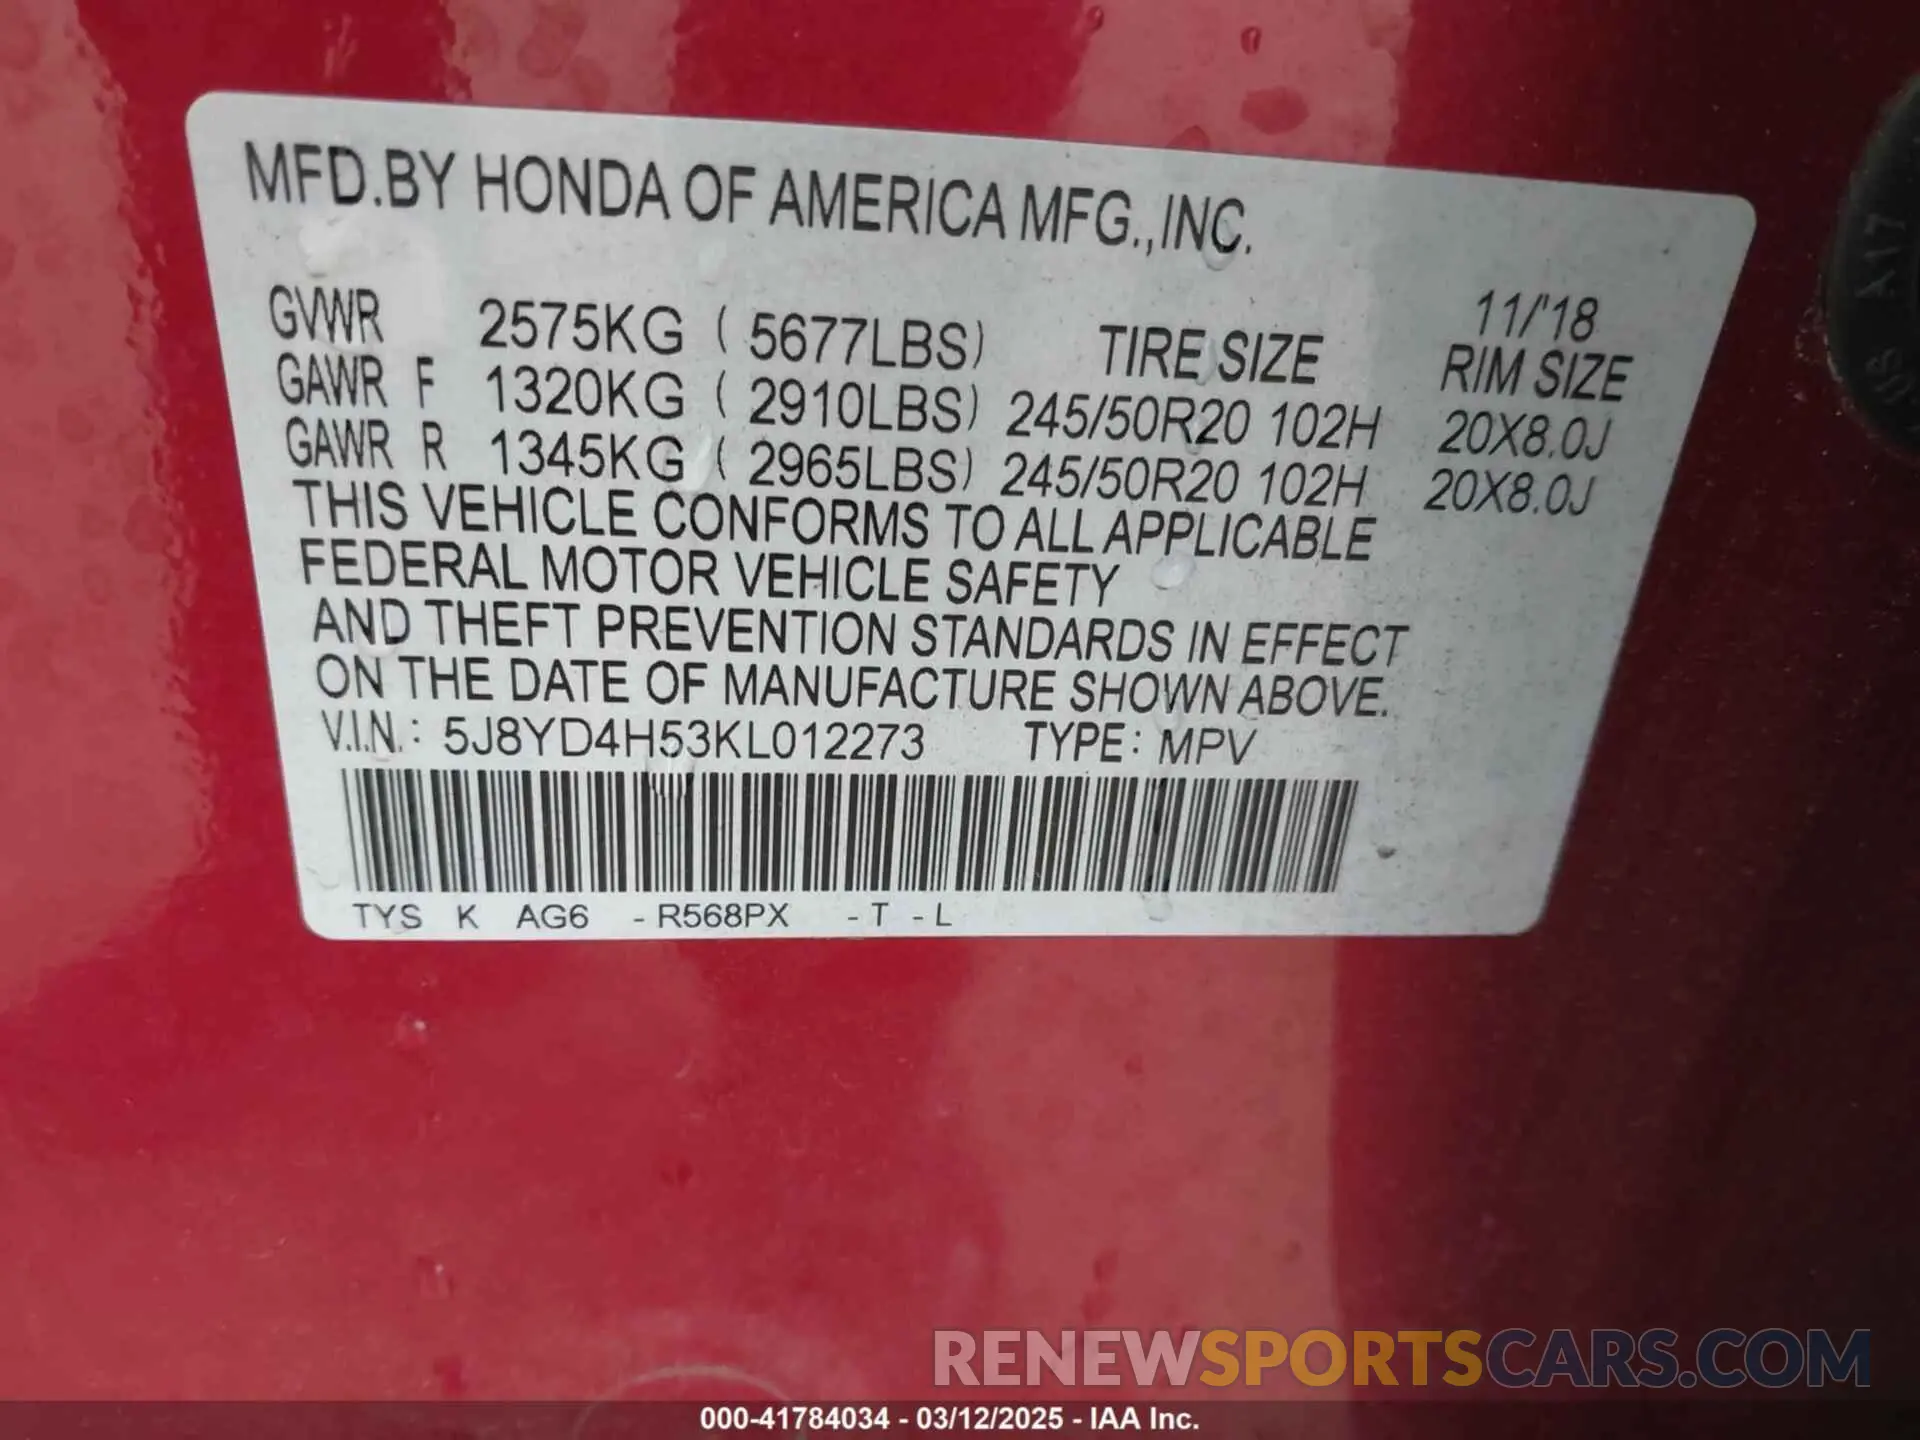 MFD.BY HONDA OF AMERICA MFG.,INC.
11/'18
GVWR 2575KG ( 5677LBS) TIRE SIZE RIM SIZE
GAWR F 1320KG ( 2910LBS) 245/50R20 102H 20X8.0J
GAWR R 1345KG ( 2965LBS) 245/50R20 102H 20X8.0J
THIS VEHICLE CONFORMS TO ALL APPLICABLE
FEDERAL MOTOR VEHICLE SAFETY
AND THEFT PREVENTION STANDARDS IN EFFECT
ON THE DATE OF MANUFACTURE SHOWN ABOVE.
V.I.N.: 5J8YD4H53KL012273 TYPE: MPV
TYS K AG6 - R568PX - T - L
RENEWSPORTSCARS.COM
000-41784034 - 03/12/2025 - IAA Inc.